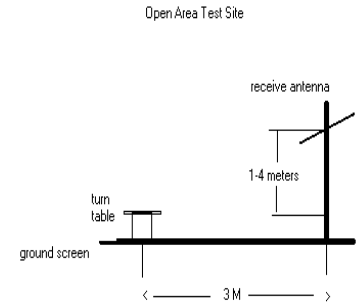 Open Area Test Site
receive antenna
1-4 meters
turn
table
ground screen
3 M